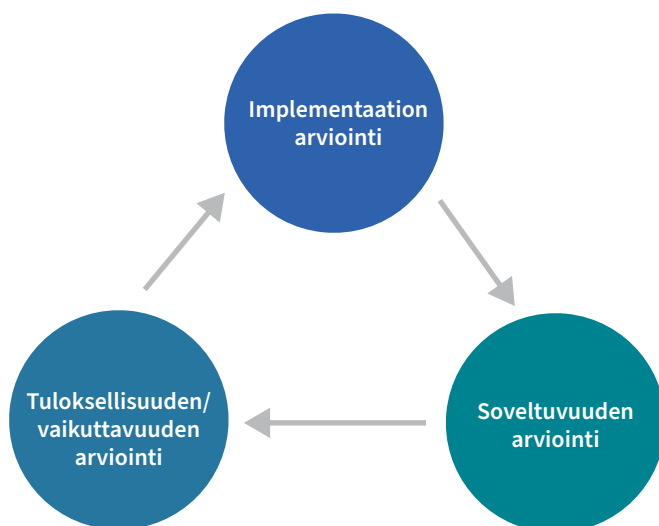 Implementaation
arviointi
Tuloksellisuuden/
vaikuttavuuden
arviointi
Soveltuvuuden
arviointi